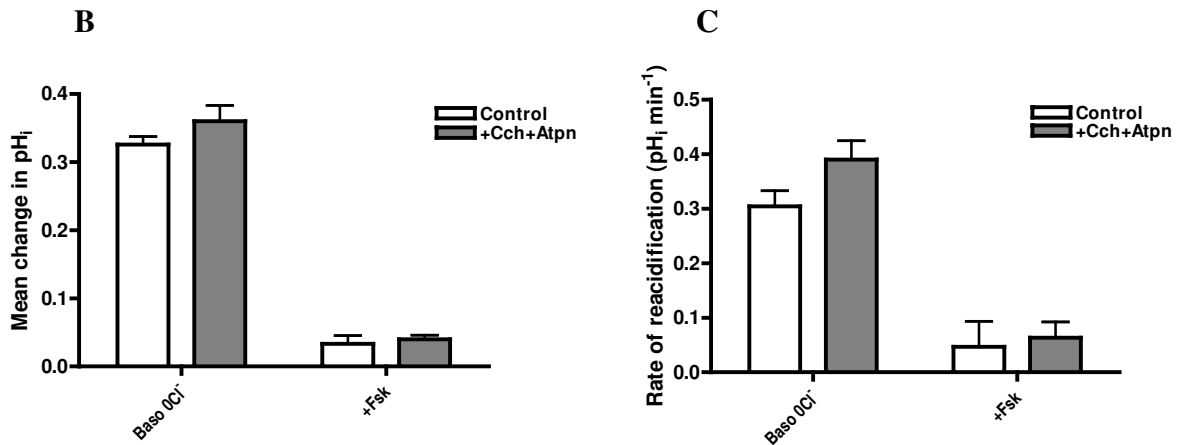 B
Mean change in pHi
0.4
0.3
0.2
0.1
0.0
Control
+Cch+Atpn
Baso 0Cl⁻
+Fsk
C
Rate of reacidification (pHi min⁻¹)
0.5
0.4
0.3
0.2
0.1
0.0
Control
+Cch+Atpn
Baso 0Cl⁻
+Fsk